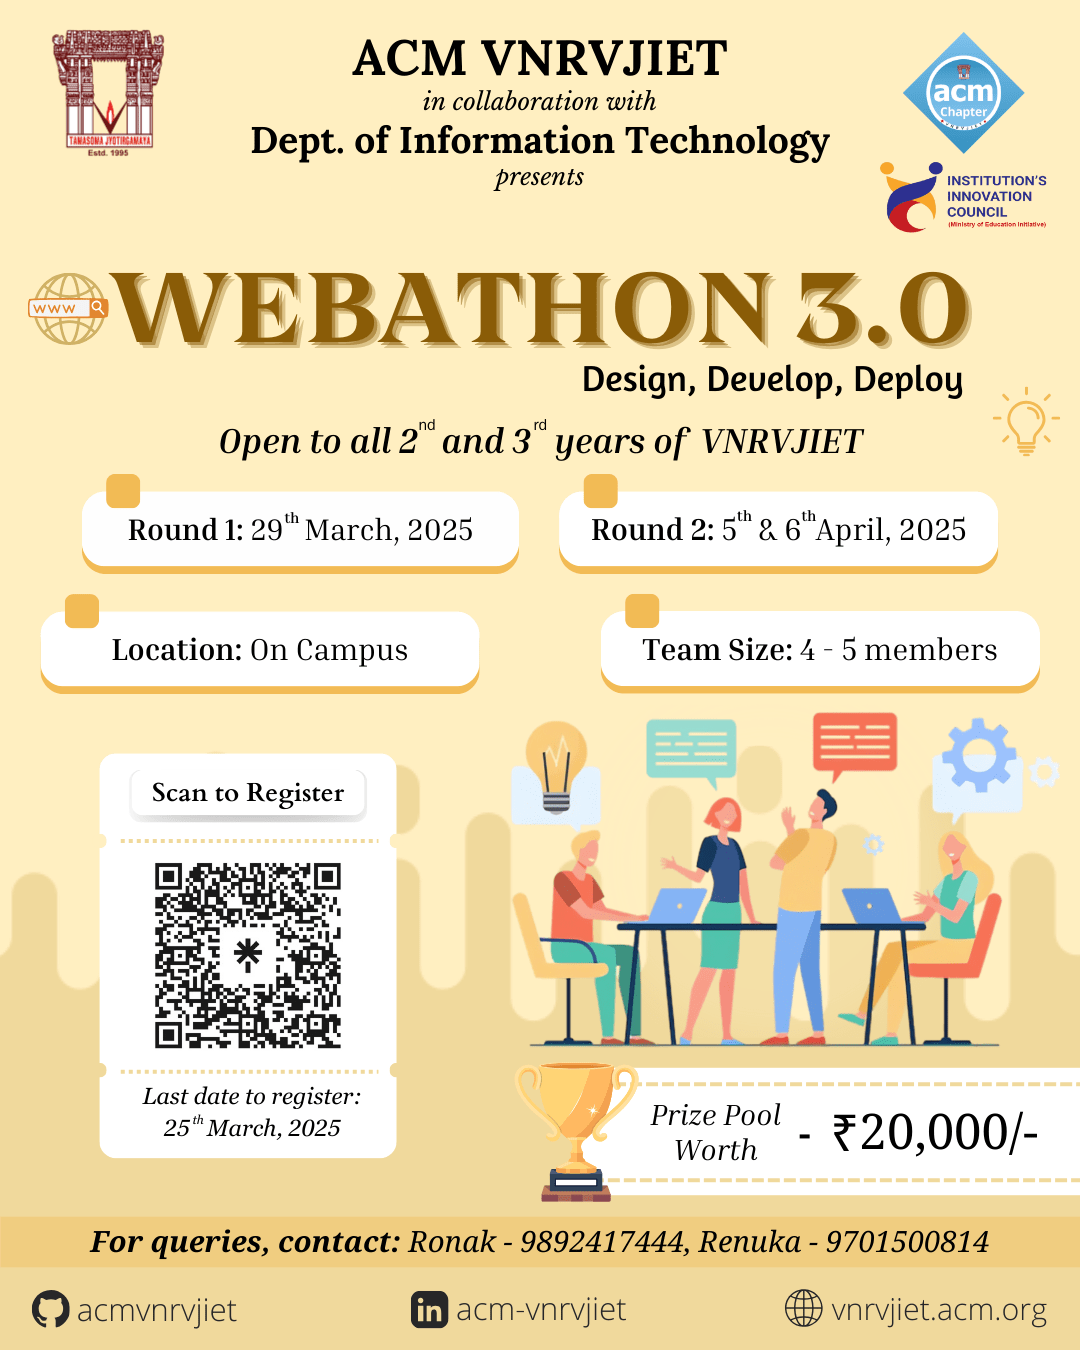 ACM VNRVJIET
in collaboration with
Dept. of Information Technology
presents
TAMASOMA JYOTIRGAMAYA
Estd. 1995
acm
Chapter
VNRVJIET
INSTITUTION'S
INNOVATION
COUNCIL
(Ministry of Education Initiative)
www
WEBATHON 3.0
Design, Develop, Deploy
Open to all 2nd and 3rd years of VNRVJIET
Round 1: 29th March, 2025
Round 2: 5th & 6th April, 2025
Location: On Campus
Team Size: 4 - 5 members
Scan to Register
Last date to register:
25th March, 2025
Prize Pool
Worth
- ₹20,000/-
For queries, contact: Ronak - 9892417444, Renuka - 9701500814
acmvnrvjiet
in acm-vnrvjiet
vnrvjiet.acm.org